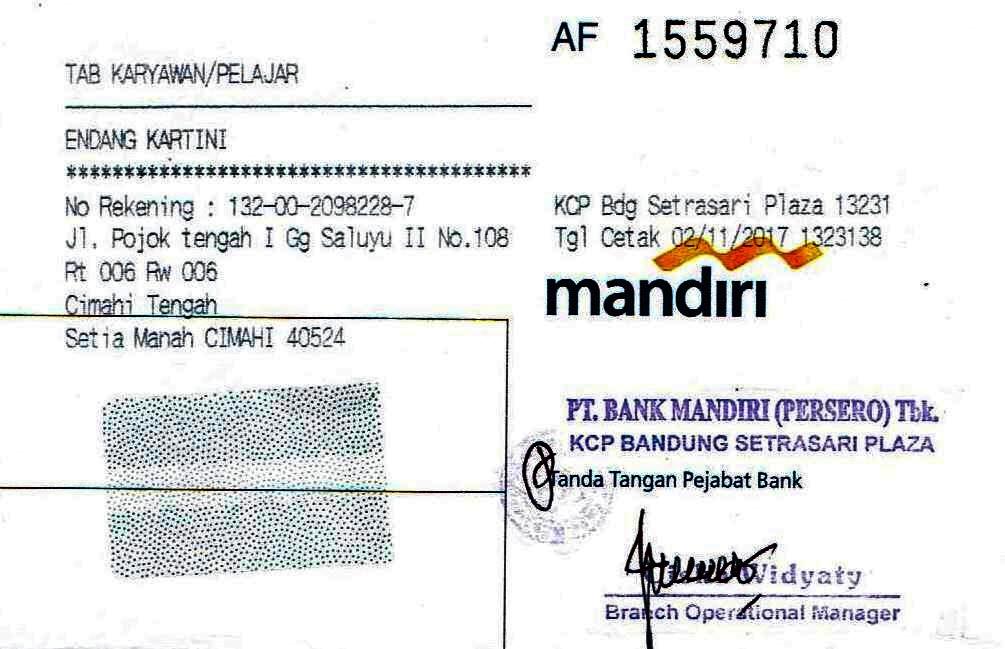 AF 1559710
TAB KARYAWAN/PELAJAR
ENDANG KARTINI
****************************************
No Rekening : 132-00-2098228-7
Jl. Pojok tengah I Gg Saluyu II No.108
Rt 006 Rw 006
Cimahi Tengah
Setia Manah CIMAHI 40524
KCP Bdg Setrasari Plaza 13231
Tgl Cetak 02/11/2017 1323138
mandiri
PT. BANK MANDIRI (PERSERO) Tbk.
KCP BANDUNG SETRASARI PLAZA
Tanda Tangan Pejabat Bank
Widyaty
Branch Operational Manager